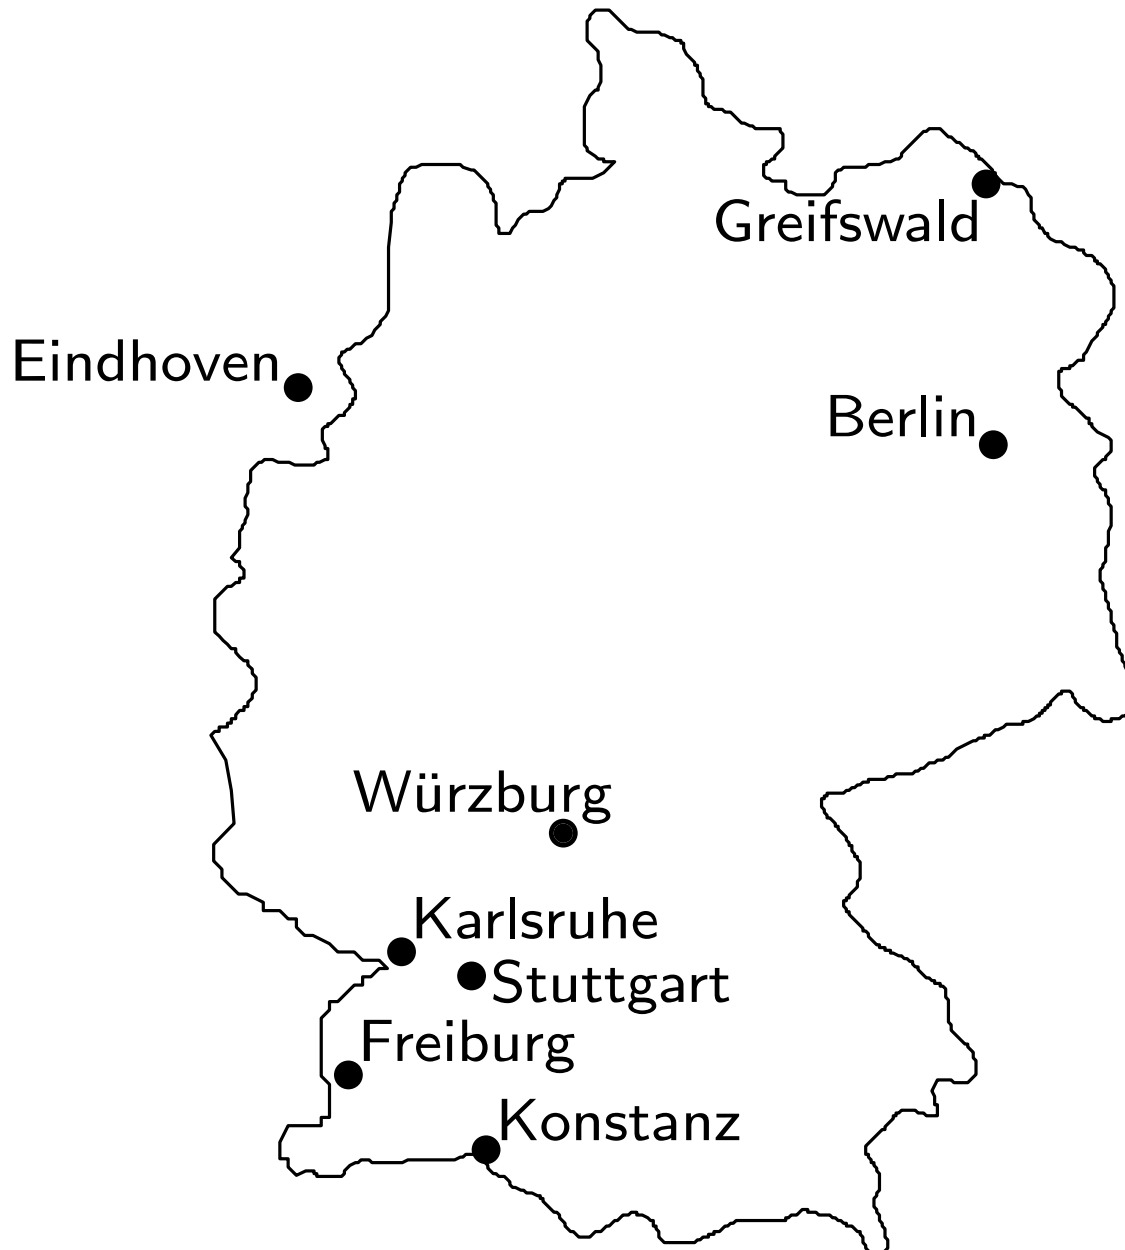 Greifswald
Eindhoven
Berlin
Würzburg
Karlsruhe
Stuttgart
Freiburg
Konstanz